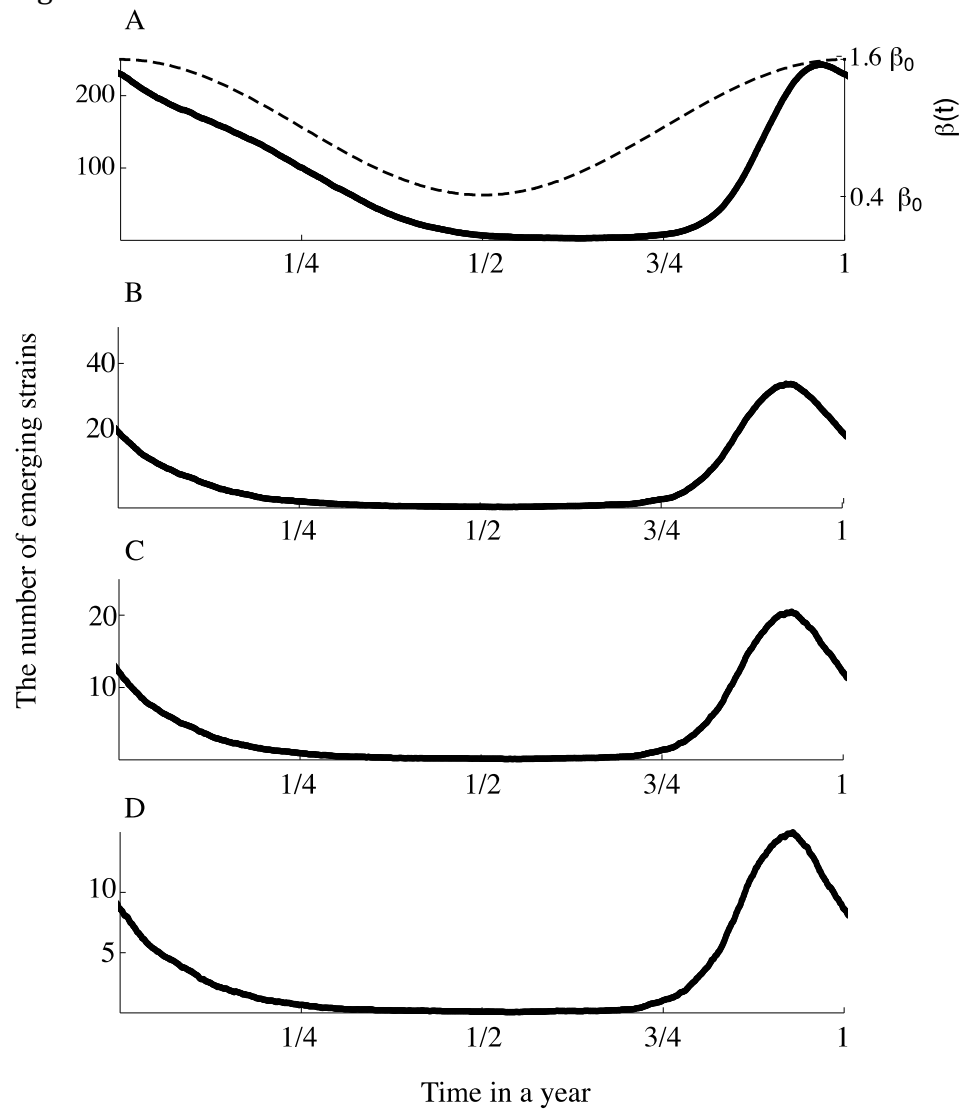 A
200
100
1.6 β0
0.4 β0
β(t)
1/4 1/2 3/4 1
B
40
20
1/4 1/2 3/4 1
C
20
10
1/4 1/2 3/4 1
D
10
5
1/4 1/2 3/4 1
The number of emerging strains
Time in a year